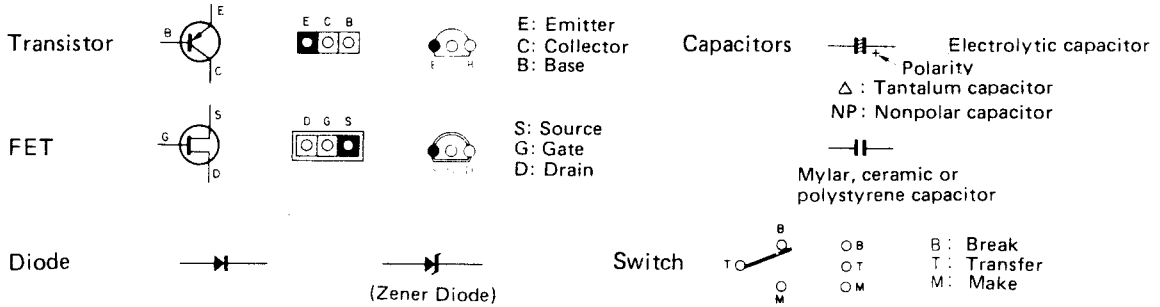 Transistor
B
E
C
E C B
E B
E: Emitter
C: Collector
B: Base
FET
G
S
D
D G S
S: Source
G: Gate
D: Drain
Diode
(Zener Diode)
Capacitors
Electrolytic capacitor
+
Polarity
△ : Tantalum capacitor
NP: Nonpolar capacitor
Mylar, ceramic or
polystyrene capacitor
Switch
T
B
M
B
T
M
B : Break
T : Transfer
M: Make